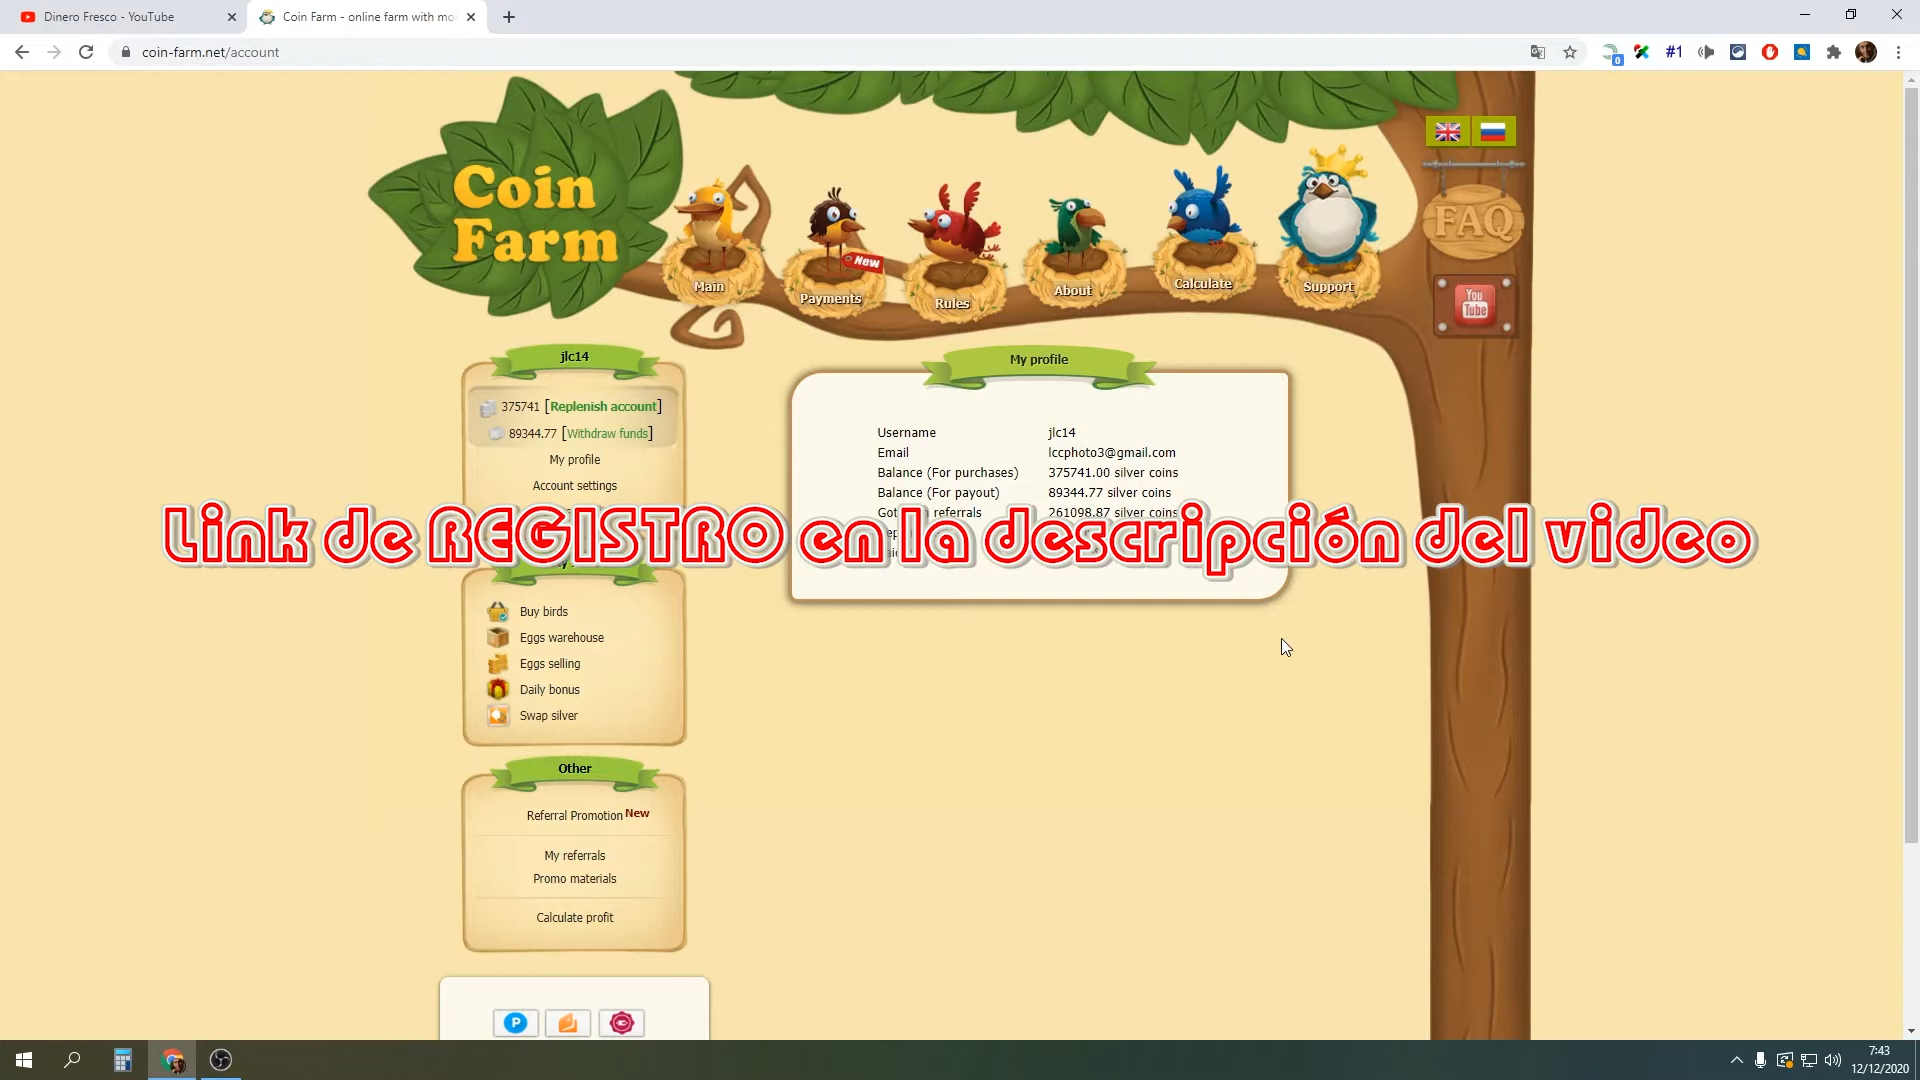 Dinero Fresco - YouTube
Coin Farm - online farm with mo
coin-farm.net/account
0
#1
Coin
Farm
Main
Payments
New
Rules
About
Calculate
Support
FAQ
You
Tube
jlc14
375741 [Replenish account]
89344.77 [Withdraw funds]
My profile
Account settings
My profile
Username jlc14
Email lccphoto3@gmail.com
Balance (For purchases) 375741.00 silver coins
Balance (For payout) 89344.77 silver coins
referrals 261098.87 silver coins
Link de REGISTRO en la descripción del video
Buy birds
Eggs warehouse
Eggs selling
Daily bonus
Swap silver
Other
Referral Promotion New
My referrals
Promo materials
Calculate profit
P
7:43
12/12/2020